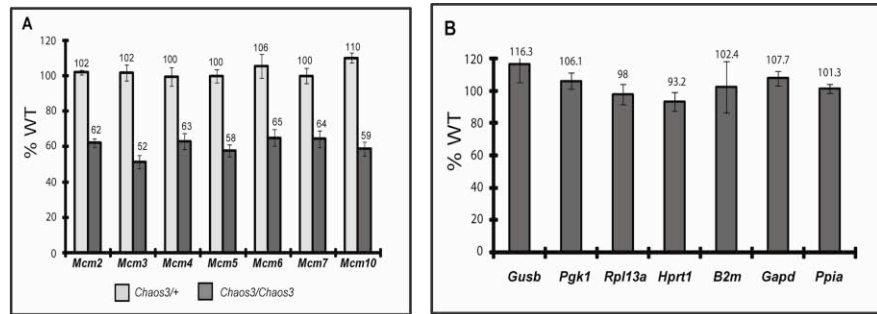 A
120
100
80
60
40
20
0
% WT
102 102 100 100 106 100 110
62 52 63 58 65 64 59
Mcm2 Mcm3 Mcm4 Mcm5 Mcm6 Mcm7 Mcm10
Chaos3/+ Chaos3/Chaos3
B
120
100
80
60
40
20
0
% WT
116.3 106.1 98 93.2 102.4 107.7 101.3
Gusb Pgk1 Rpl13a Hprt1 B2m Gapd Ppia